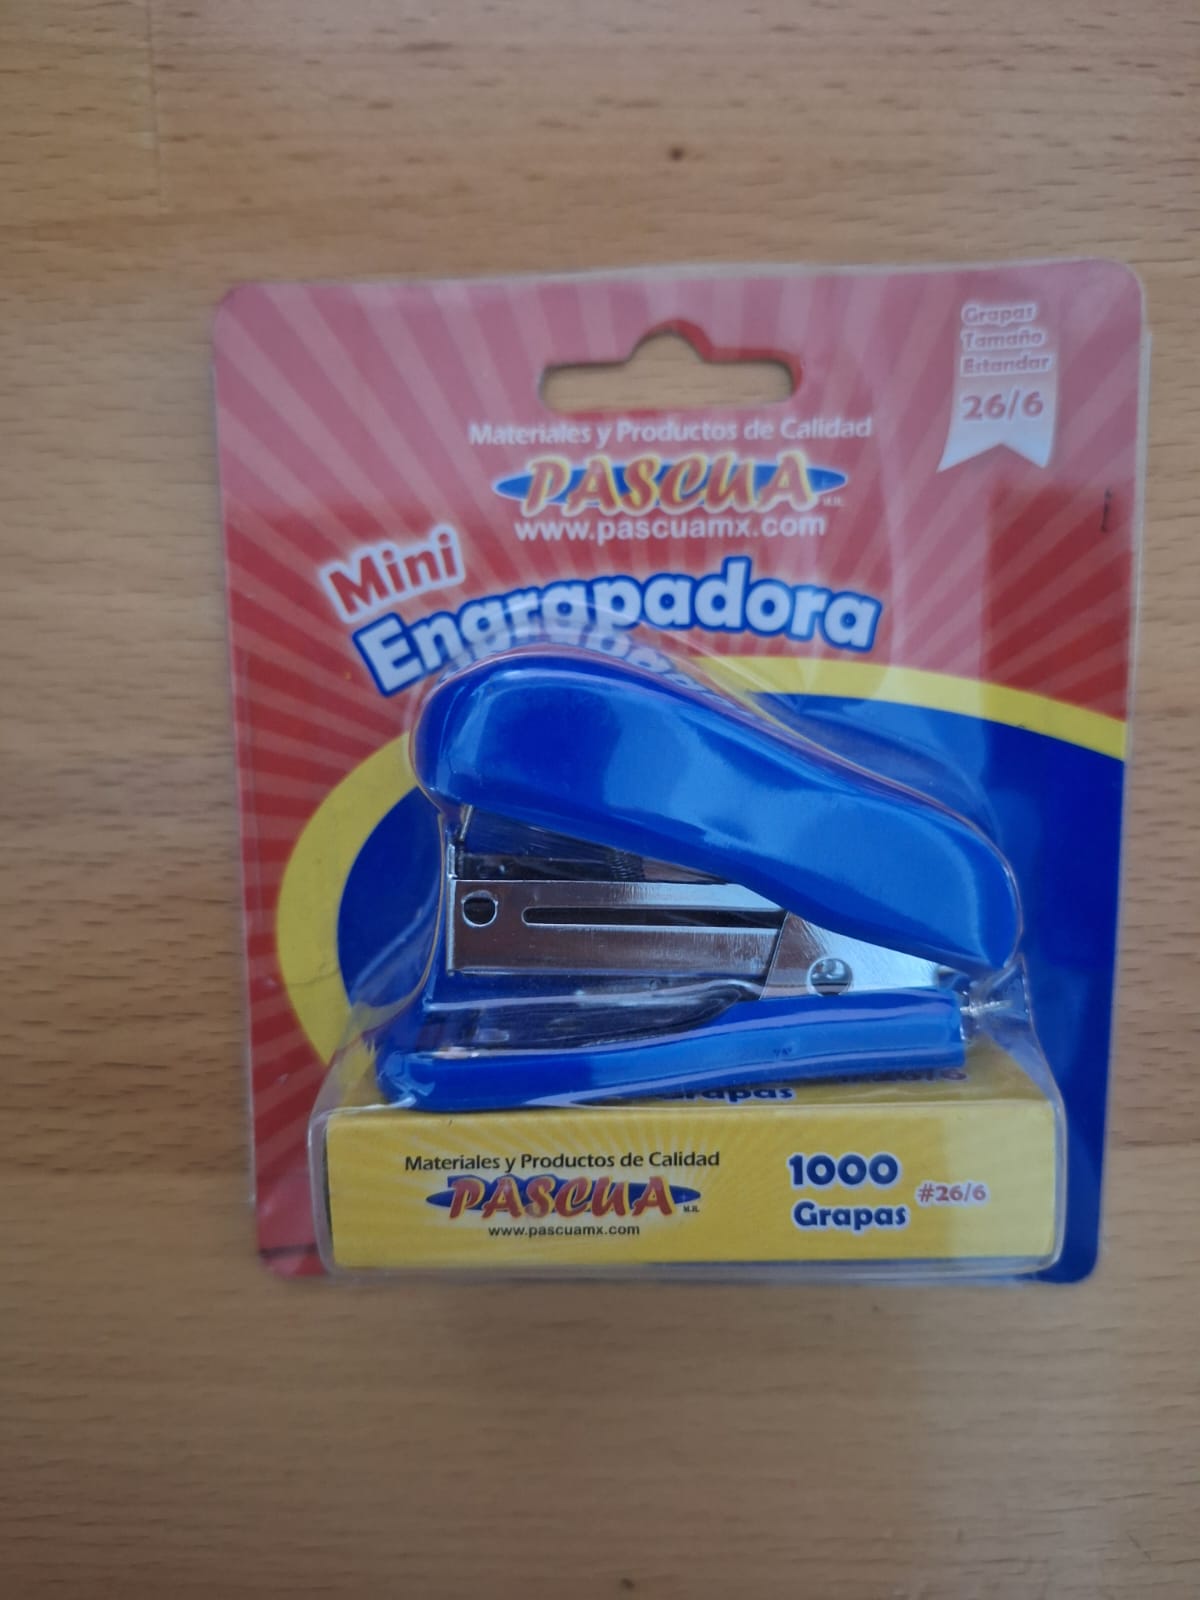 Grapas
Tamaño
Estandar
26/6
Materiales y Productos de Calidad
PASCUA M.R.
www.pascuamx.com
Mini
Engrapadora
Grapas
Materiales y Productos de Calidad
PASCUA M.R.
www.pascuamx.com
1000
Grapas
#26/6